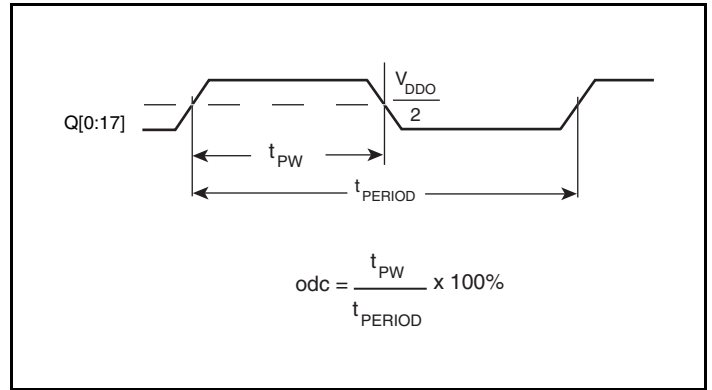 V_DDO
2
Q[0:17]
t_PW
t_PERIOD
t_PW
odc = x 100%
t_PERIOD